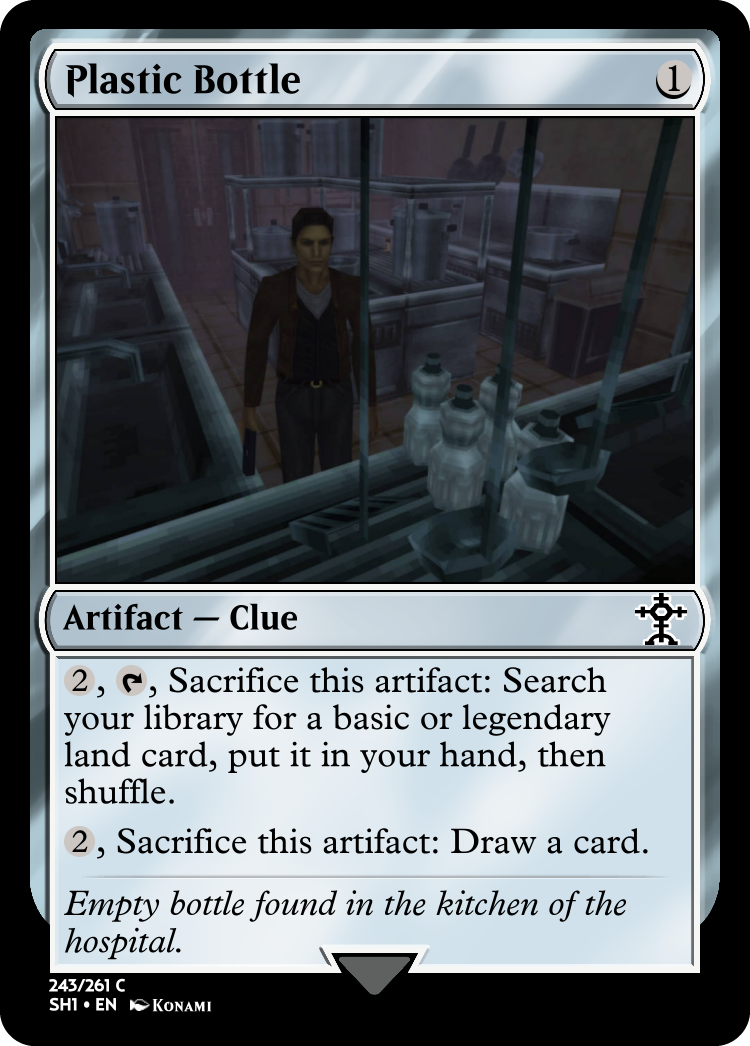 Plastic Bottle 1
Artifact — Clue
2, , Sacrifice this artifact: Search
your library for a basic or legendary
land card, put it in your hand, then
shuffle.
2, Sacrifice this artifact: Draw a card.
Empty bottle found in the kitchen of the
hospital.
243/261 C
SH1 • EN KONAMI